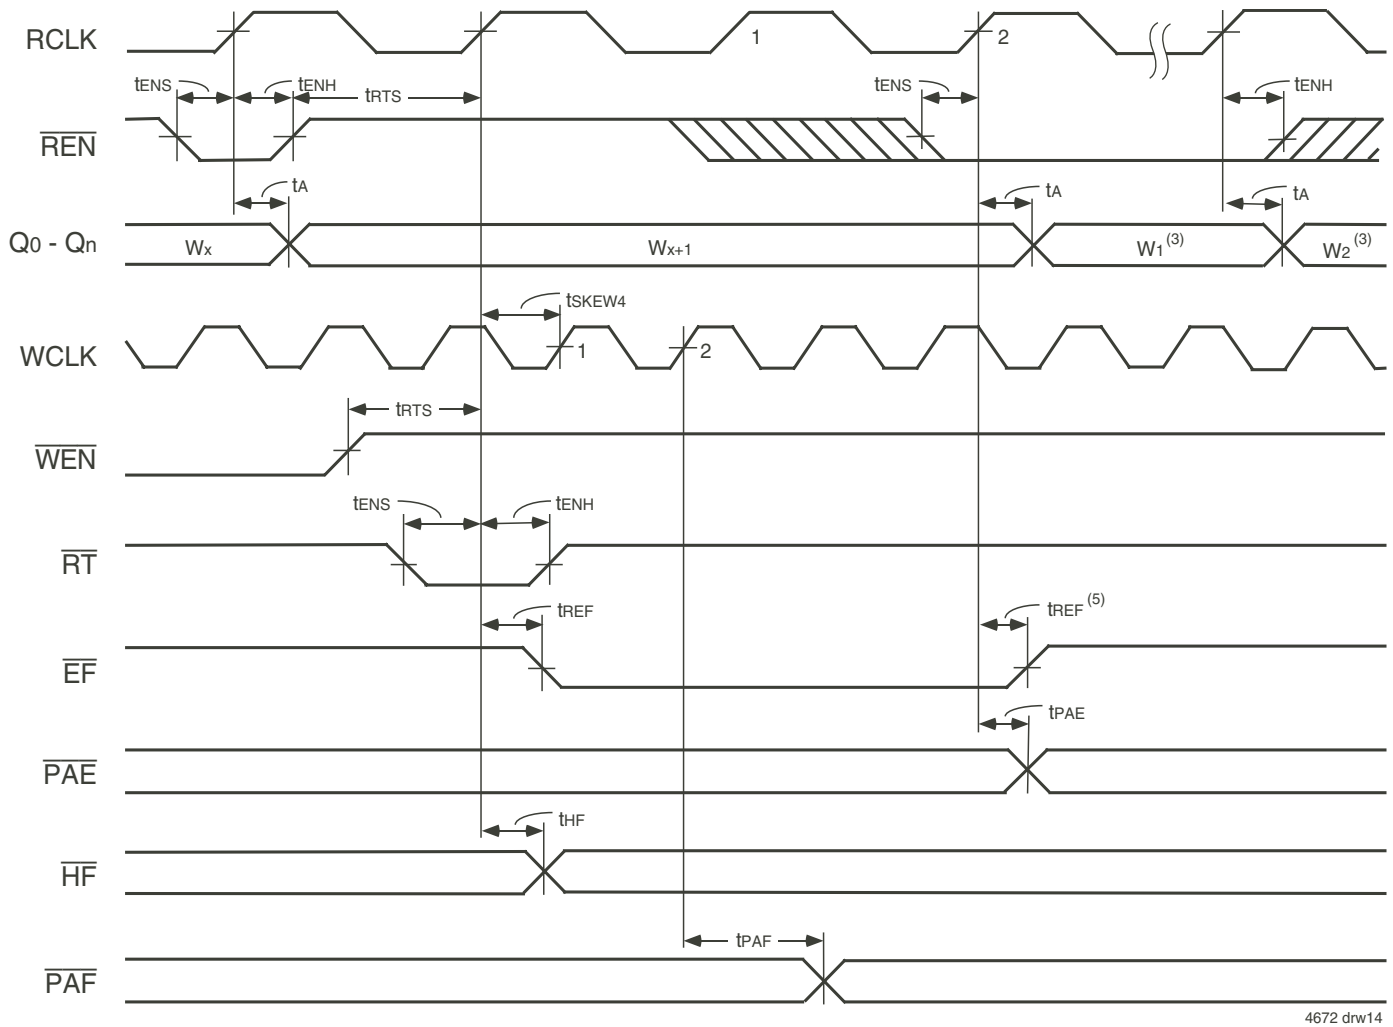 RCLK
1
2
tENS
tENH
tRTS
tENS
tENH
REN
tA
tA
tA
Q0 - Qn
Wx
Wx+1
W1 (3)
W2 (3)
tSKEW4
WCLK
1
2
tRTS
WEN
tENS
tENH
RT
tREF
tREF (5)
EF
tPAE
PAE
tHF
HF
tPAF
PAF
4672 drw14